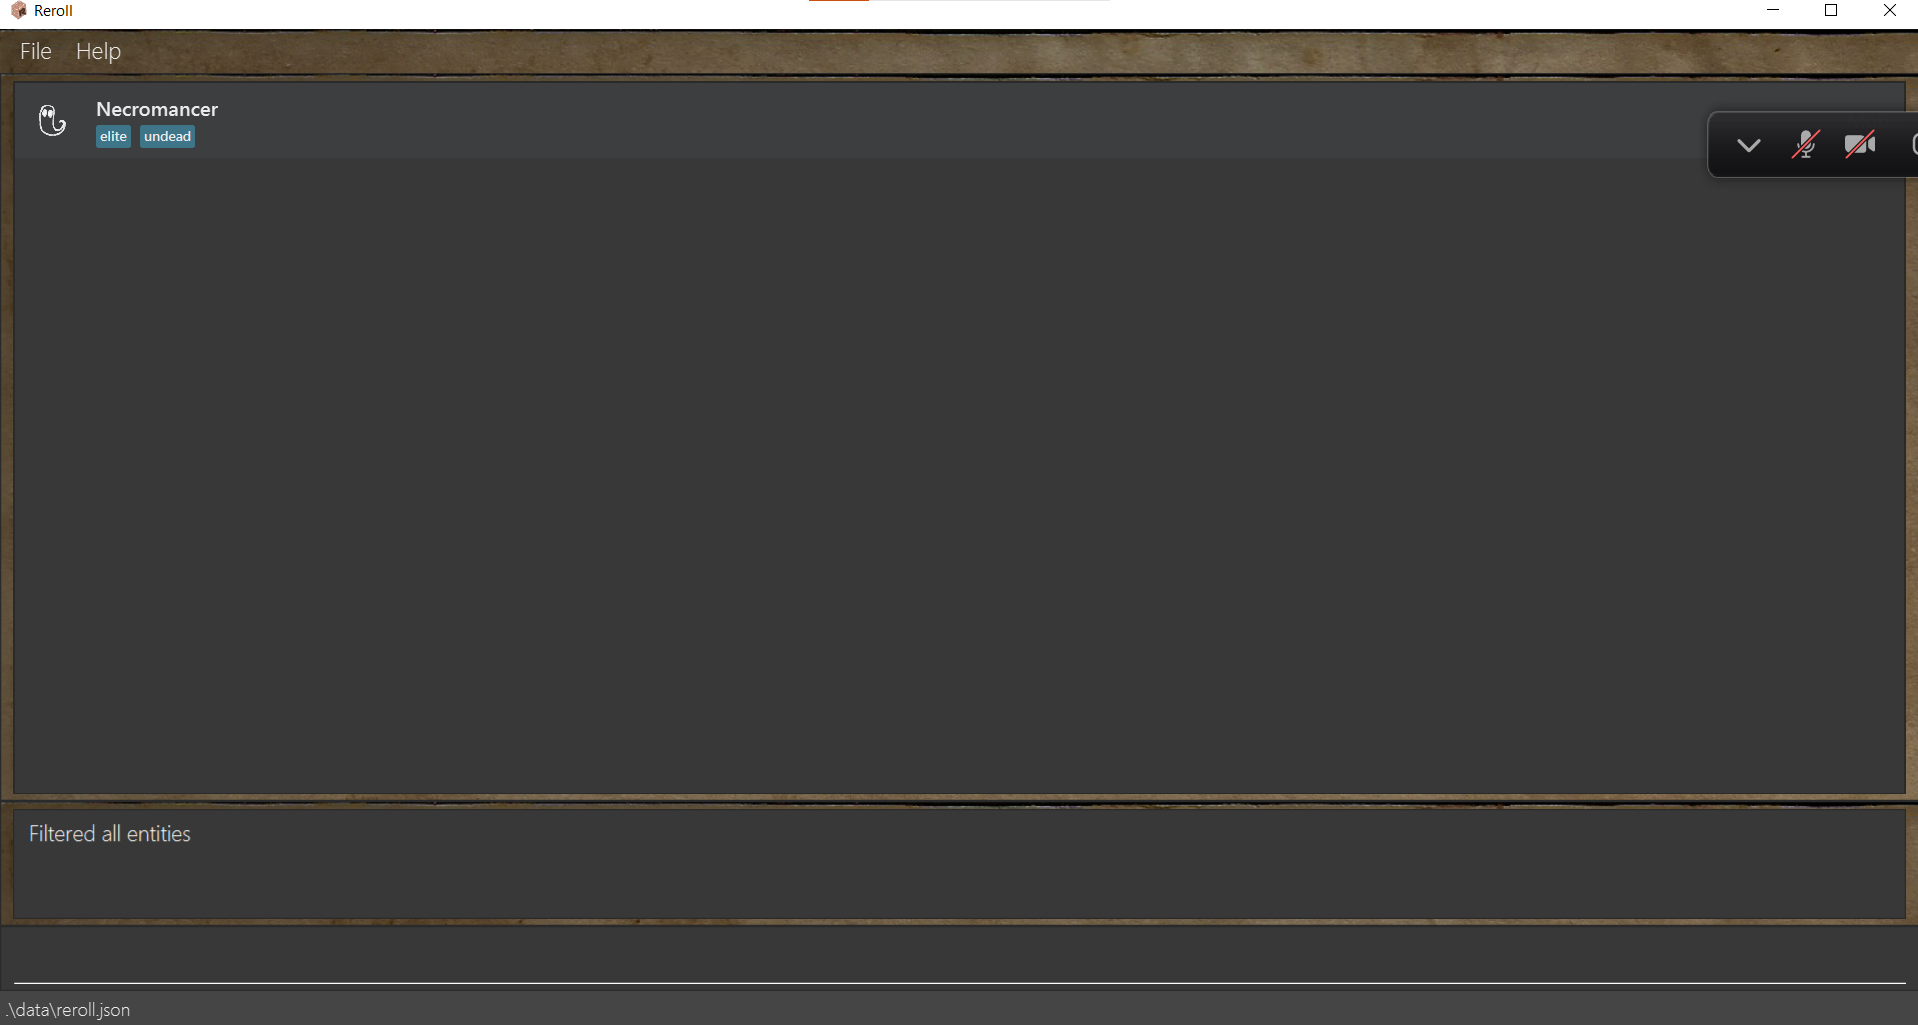 Reroll
File Help
Necromancer
elite undead
Filtered all entities
.\data\reroll.json